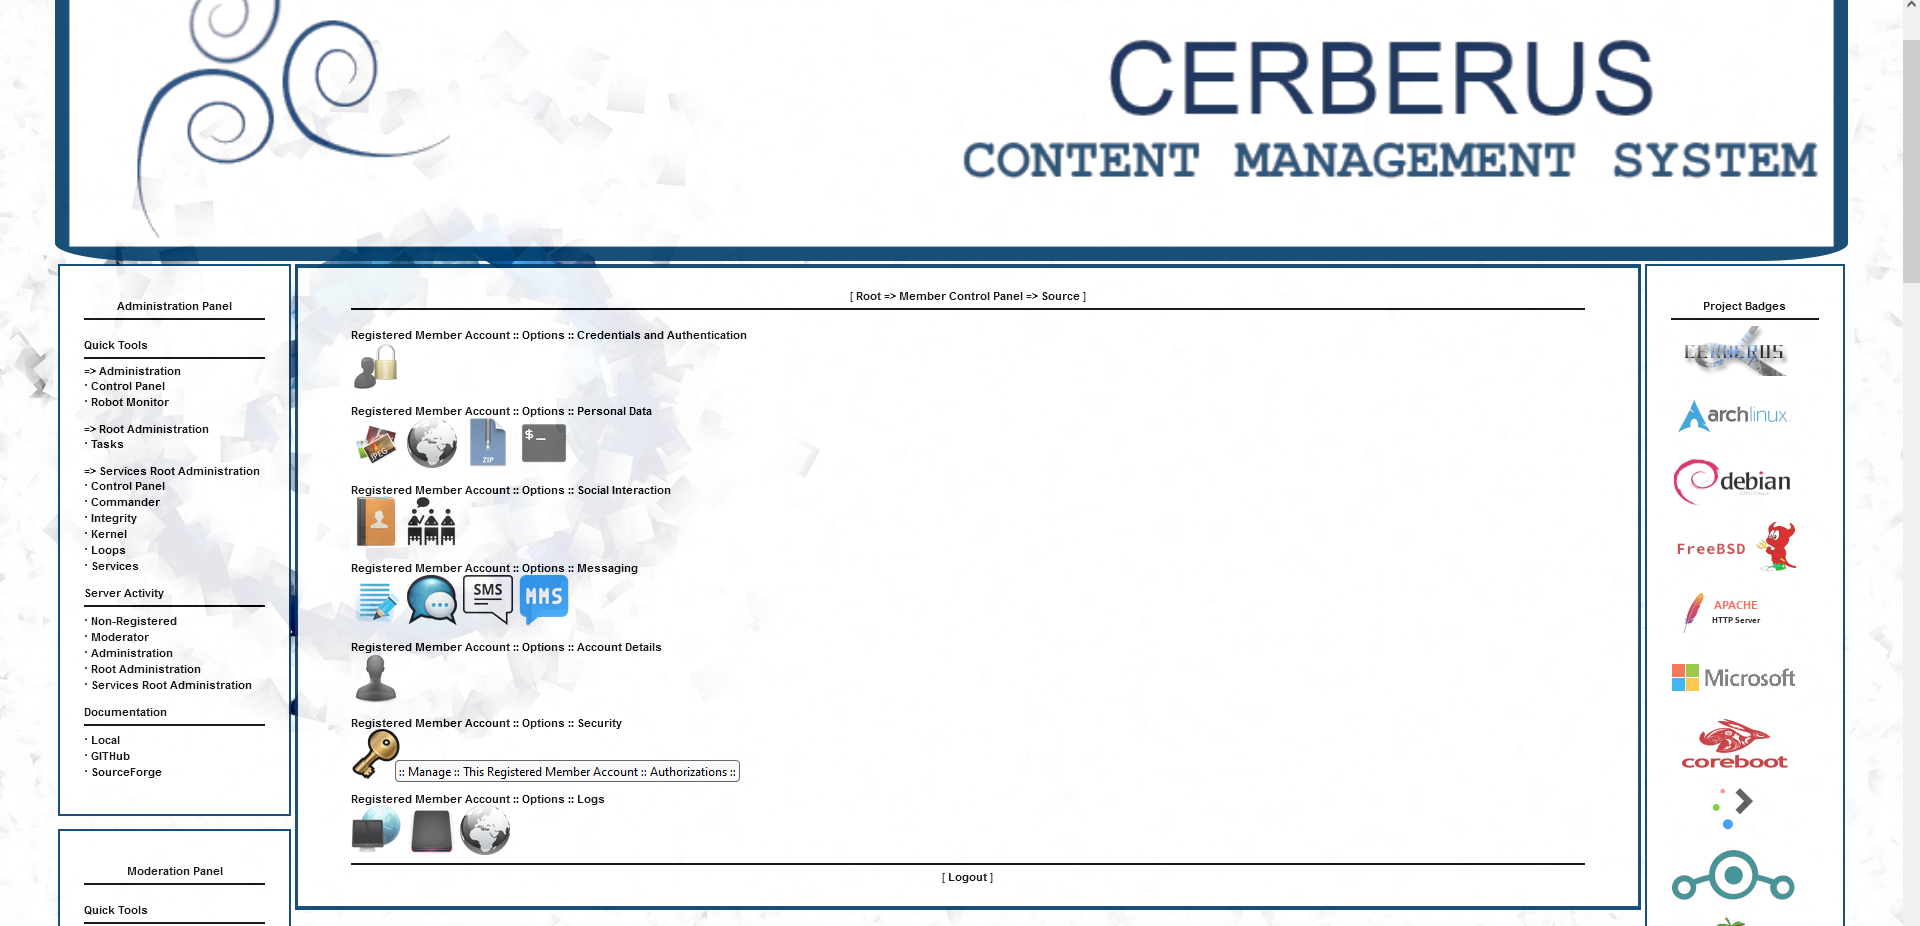 CERBERUS
CONTENT MANAGEMENT SYSTEM
Administration Panel
Quick Tools
=> Administration
· Control Panel
· Robot Monitor
=> Root Administration
· Tasks
=> Services Root Administration
· Control Panel
· Commander
· Integrity
· Kernel
· Loops
· Services
Server Activity
· Non-Registered
· Moderator
· Administration
· Root Administration
· Services Root Administration
Documentation
· Local
· GITHub
· SourceForge
Moderation Panel
Quick Tools
[ Root => Member Control Panel => Source ]
Registered Member Account :: Options :: Credentials and Authentication
Registered Member Account :: Options :: Personal Data
JPEG
ZIP
$_
Registered Member Account :: Options :: Social Interaction
Registered Member Account :: Options :: Messaging
SMS
MMS
Registered Member Account :: Options :: Account Details
Registered Member Account :: Options :: Security
:: Manage :: This Registered Member Account :: Authorizations ::
Registered Member Account :: Options :: Logs
[ Logout ]
Project Badges
CERBERUS
archlinux
debian
FreeBSD
APACHE
HTTP Server
Microsoft
coreboot